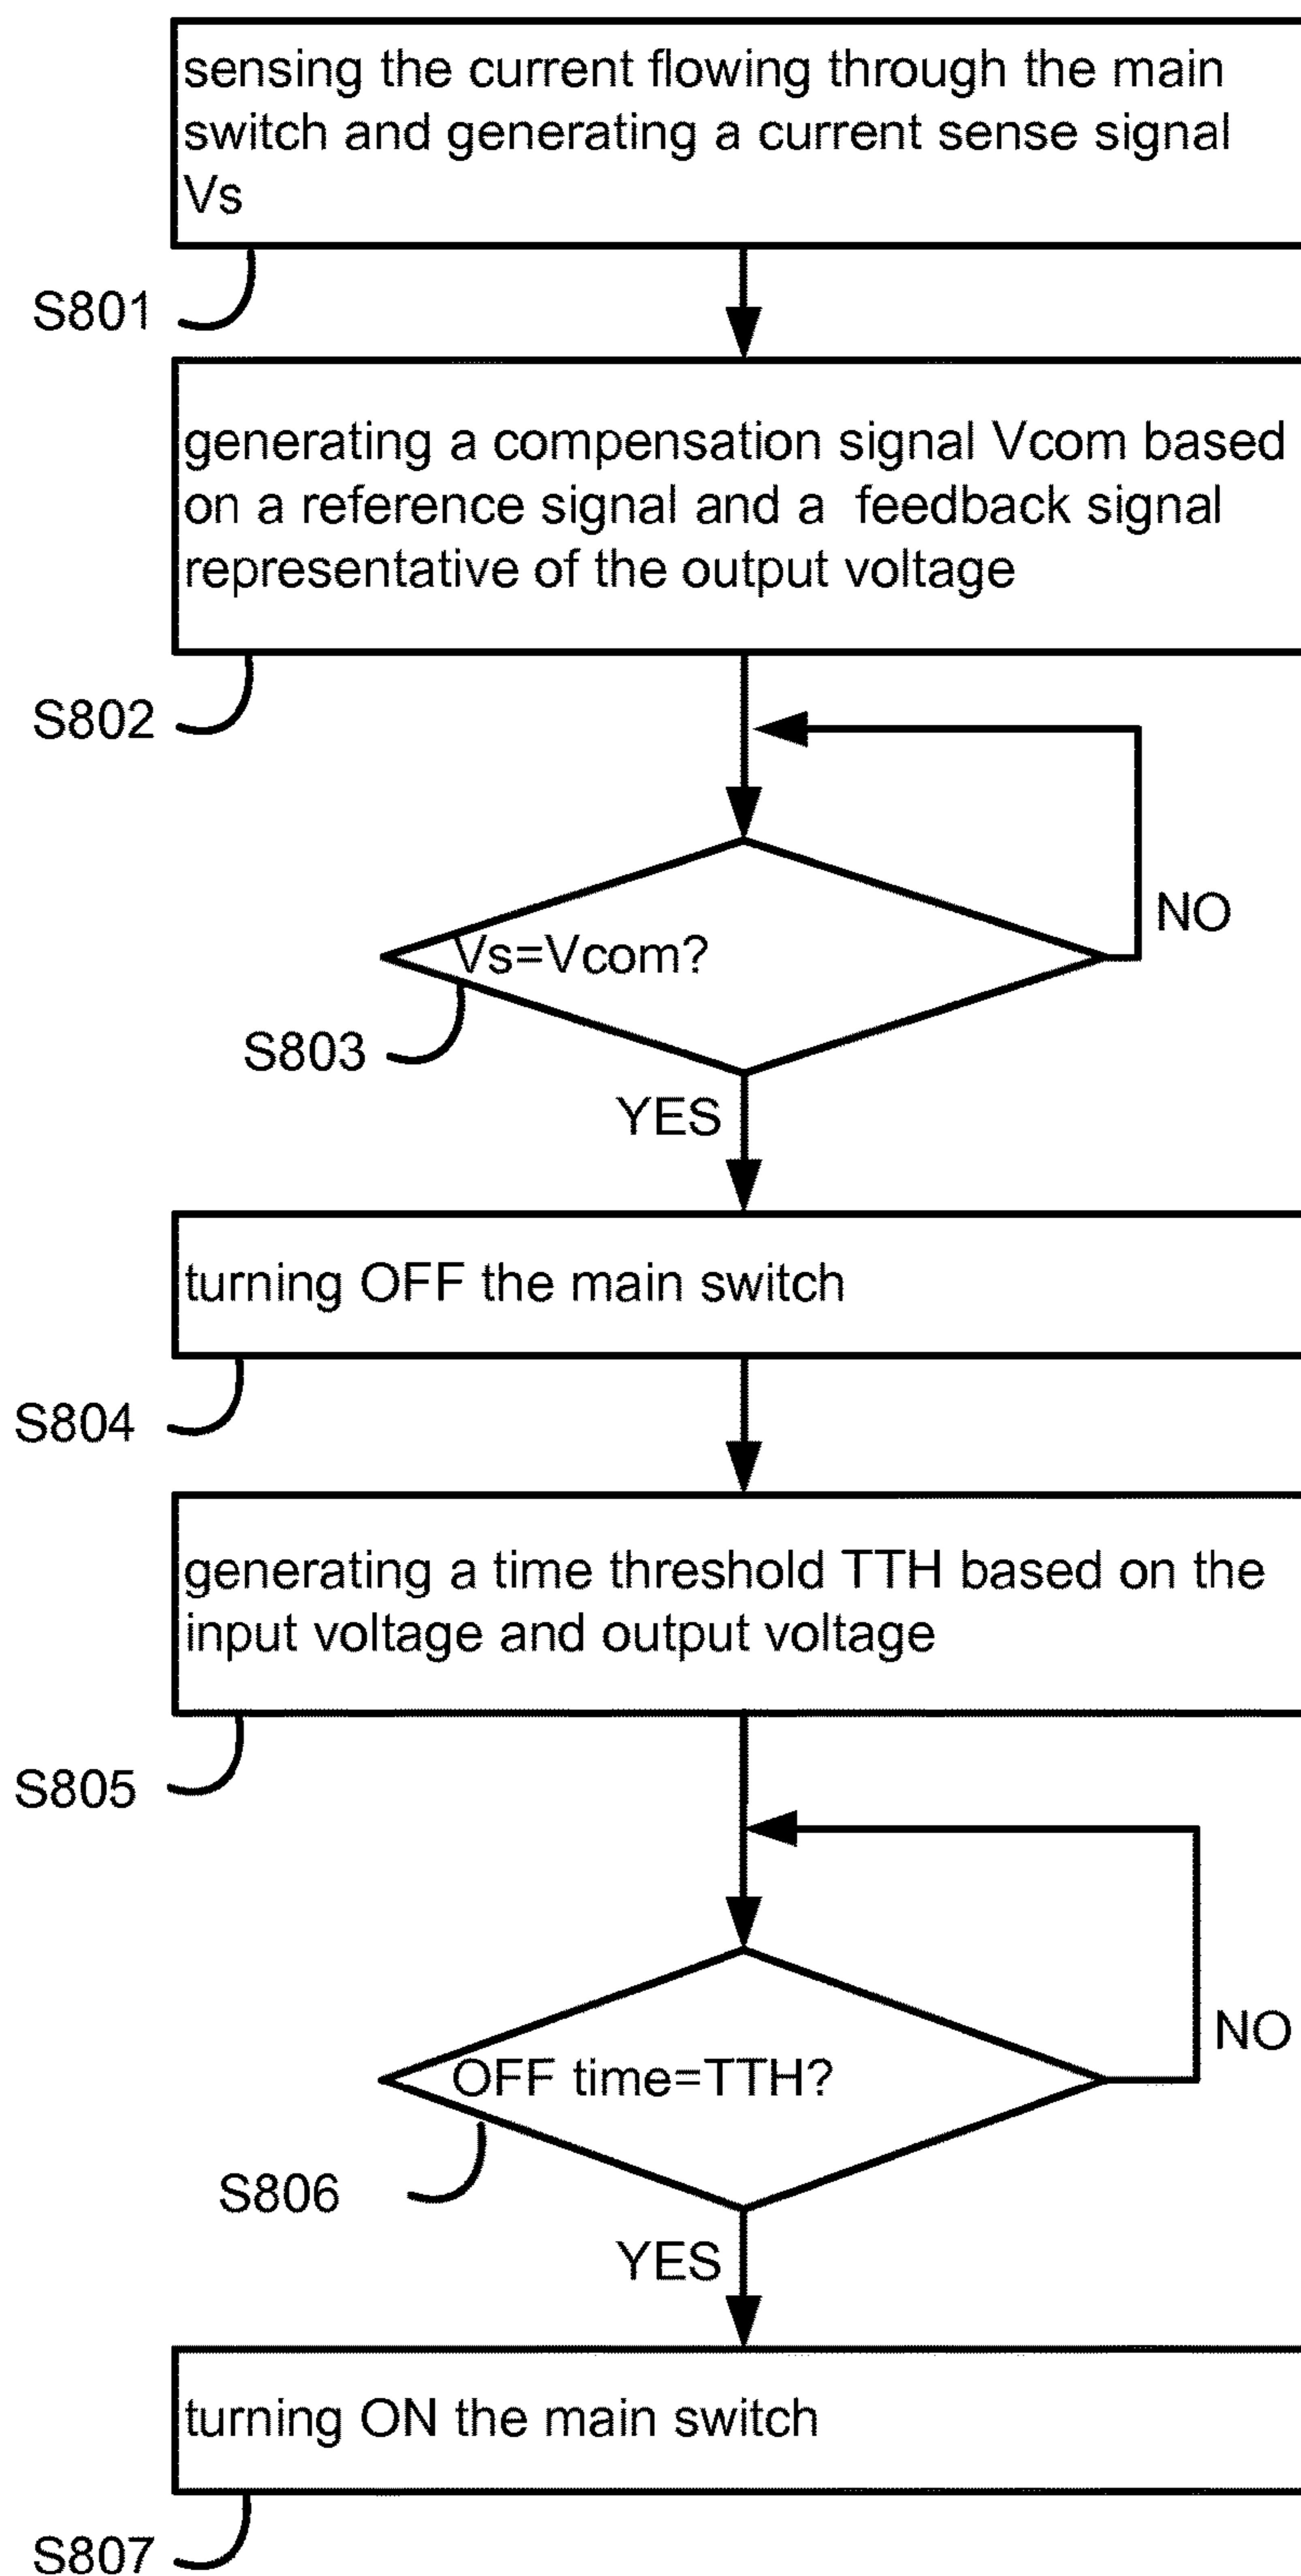 sensing the current flowing through the main
switch and generating a current sense signal
Vs
S801
generating a compensation signal Vcom based
on a reference signal and a feedback signal
representative of the output voltage
S802
NO
Vs=Vcom?
S803
YES
turning OFF the main switch
S804
generating a time threshold TTH based on the
input voltage and output voltage
S805
NO
OFF time=TTH?
S806
YES
turning ON the main switch
S807